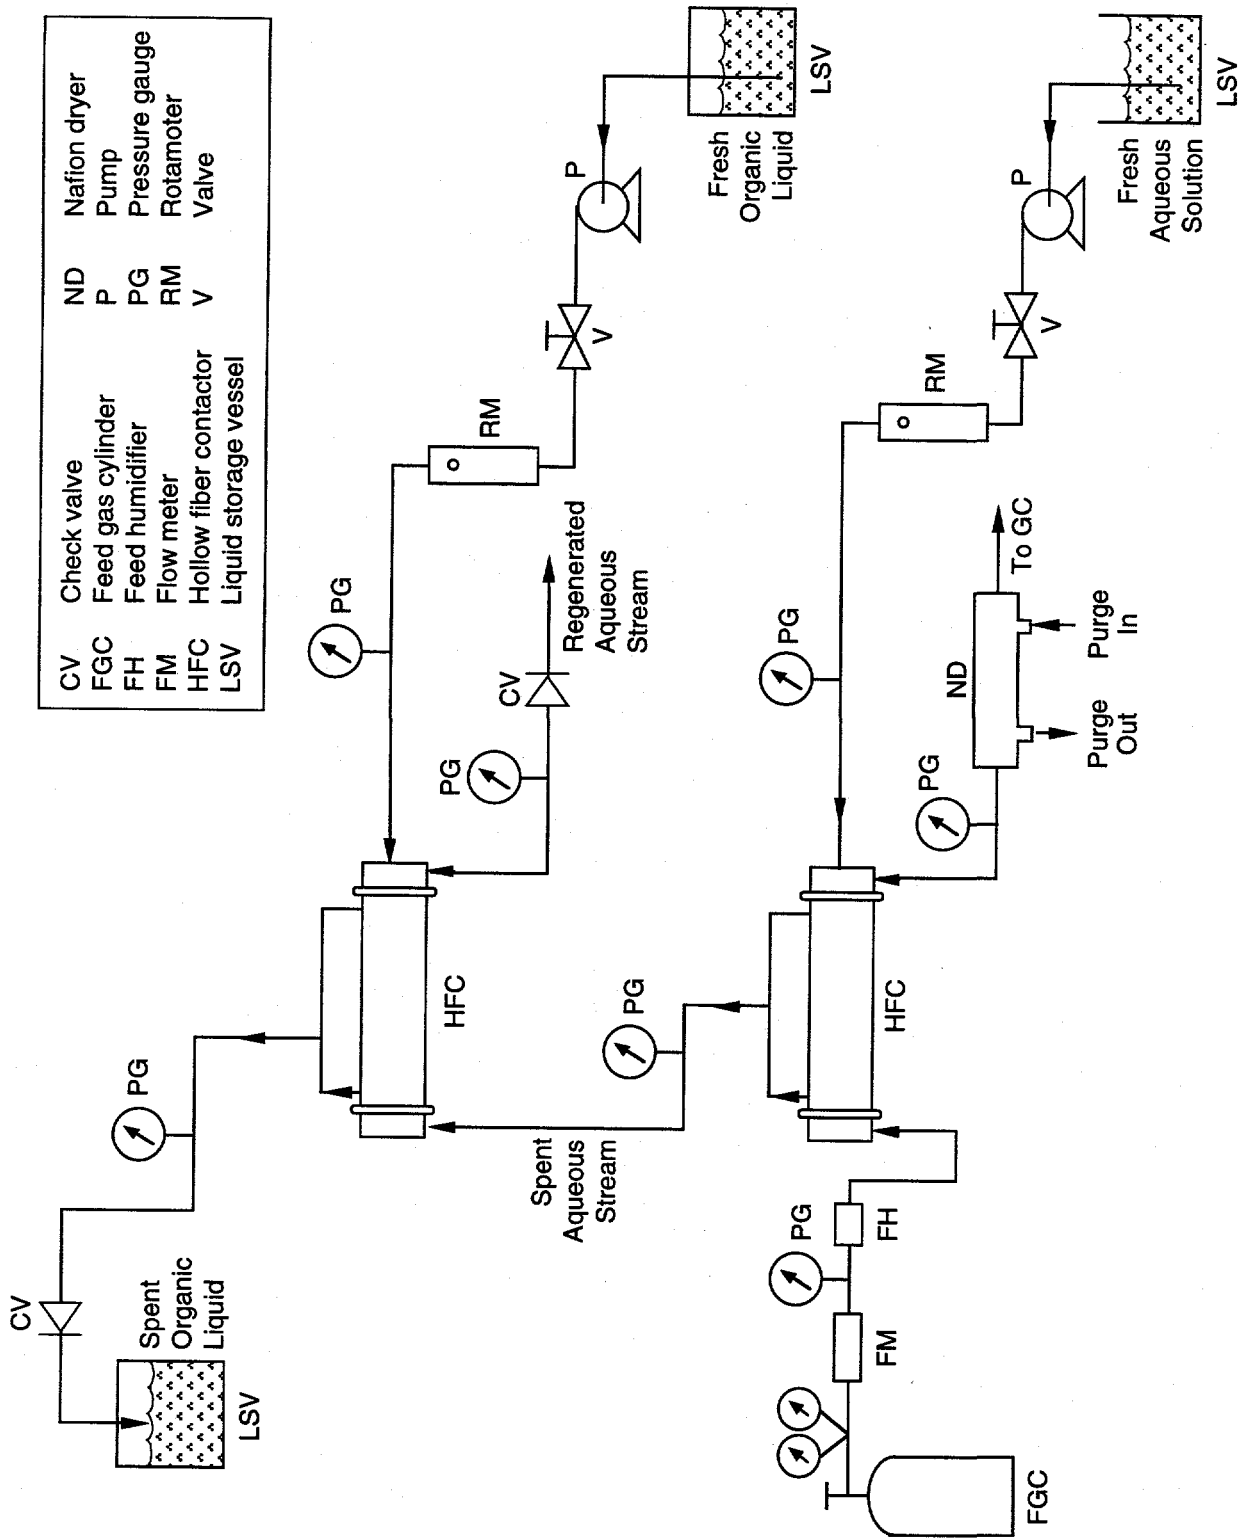 CV Check valve ND Nafion dryer
FGC Feed gas cylinder P Pump
FH Feed humidifier PG Pressure gauge
FM Flow meter RM Rotamoter
HFC Hollow fiber contactor V Valve
LSV Liquid storage vessel
CV
Spent
Organic
Liquid
LSV
PG
HFC
PG
PG
CV
Regenerated
Aqueous
Stream
RM
V
P
Fresh
Organic
Liquid
LSV
Spent
Aqueous
Stream
PG
FGC
FM
PG
FH
HFC
PG
PG
ND
Purge
Out
Purge
In
To GC
RM
V
P
Fresh
Aqueous
Solution
LSV